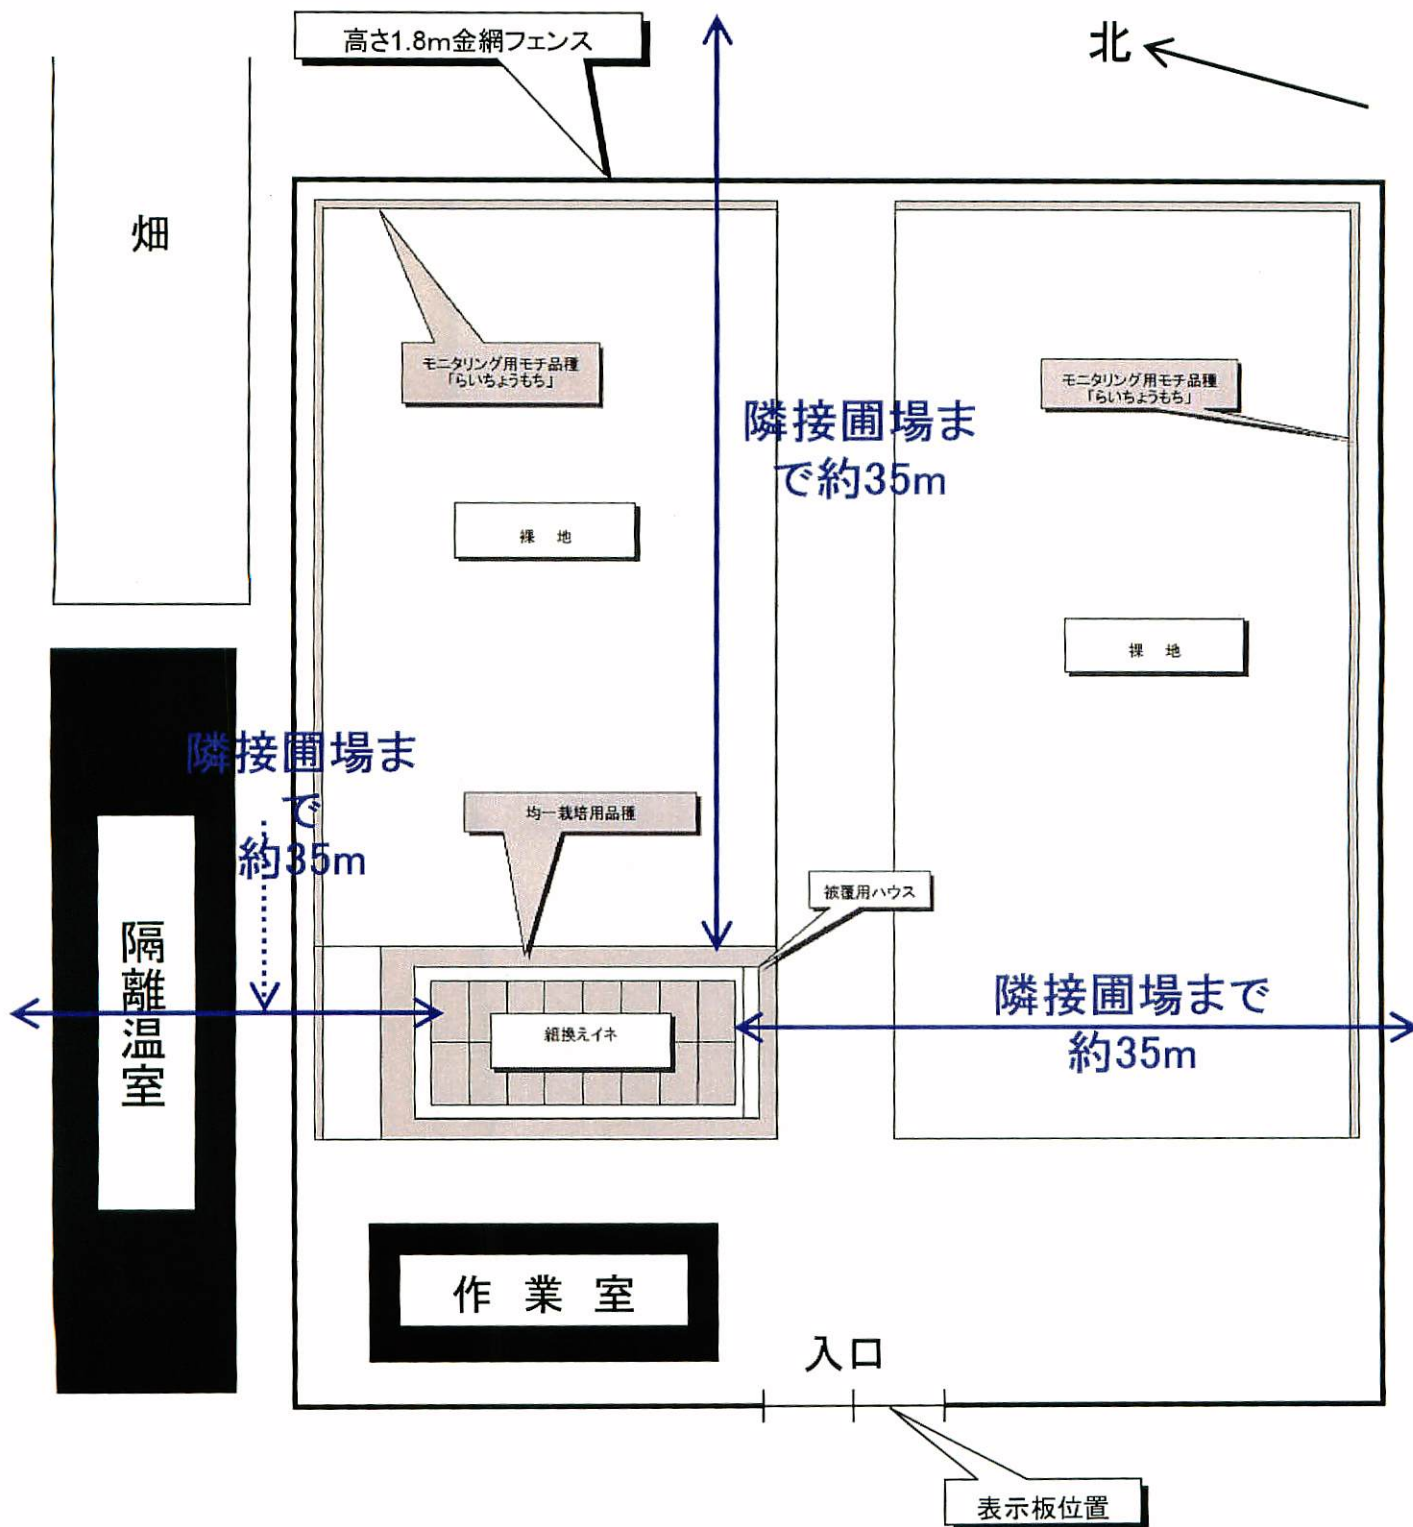 高さ1.8m金網フェンス
北
畑
モニタリング用モチ品種
「らいちょうもち」
モニタリング用モチ品種
「らいちょうもち」
隣接圃場ま
で約35m
裸 地
裸 地
隣接圃場ま
で
約35m
均一栽培用品種
被覆用ハウス
隔離温室
組換えイネ
隣接圃場まで
約35m
作 業 室
入口
表示板位置